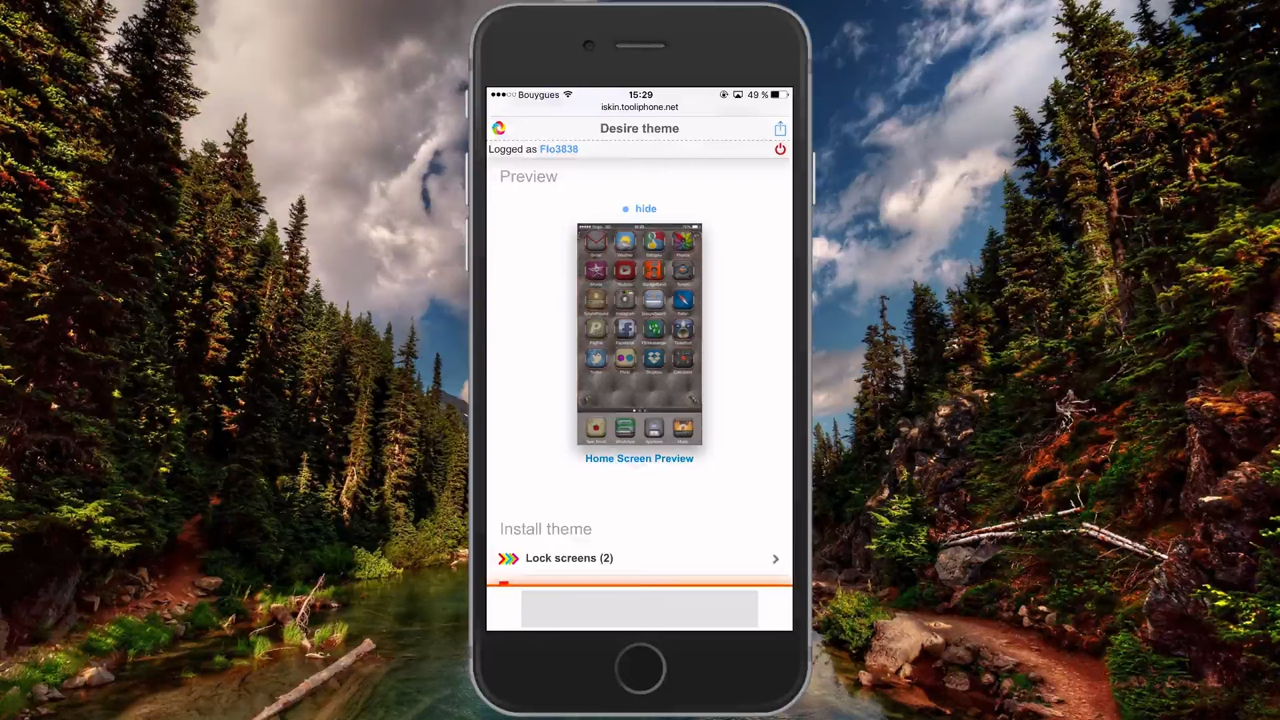 Bouygues 15:29 49 %
iskin.tooliphone.net
Desire theme
Logged as Flo3838
Preview
hide
Home Screen Preview
Install theme
Lock screens (2)